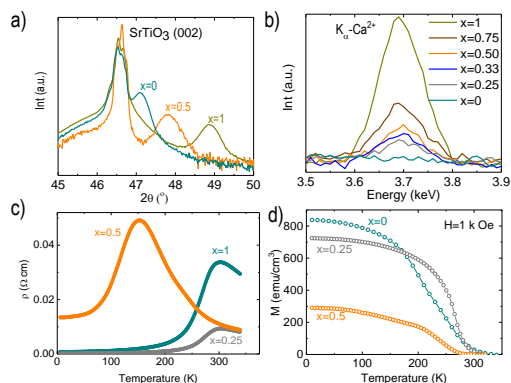 a)
SrTiO3 (002)
x=0
x=0.5
x=1
Int (a.u.)
45 46 47 48 49 50
2θ (°)
b)
Kα-Ca2+
x=1
x=0.75
x=0.50
x=0.33
x=0.25
x=0
Int (a.u.)
3.5 3.6 3.7 3.8 3.9
Energy (keV)
c)
x=0.5
x=1
x=0.25
ρ (Ω cm)
0.04
0.02
0.00
0 100 200 300
Temperature (K)
d)
x=0
H=1 k Oe
x=0.25
x=0.5
M (emu/cm3)
800
600
400
200
0
0 100 200 300
Temperature (K)